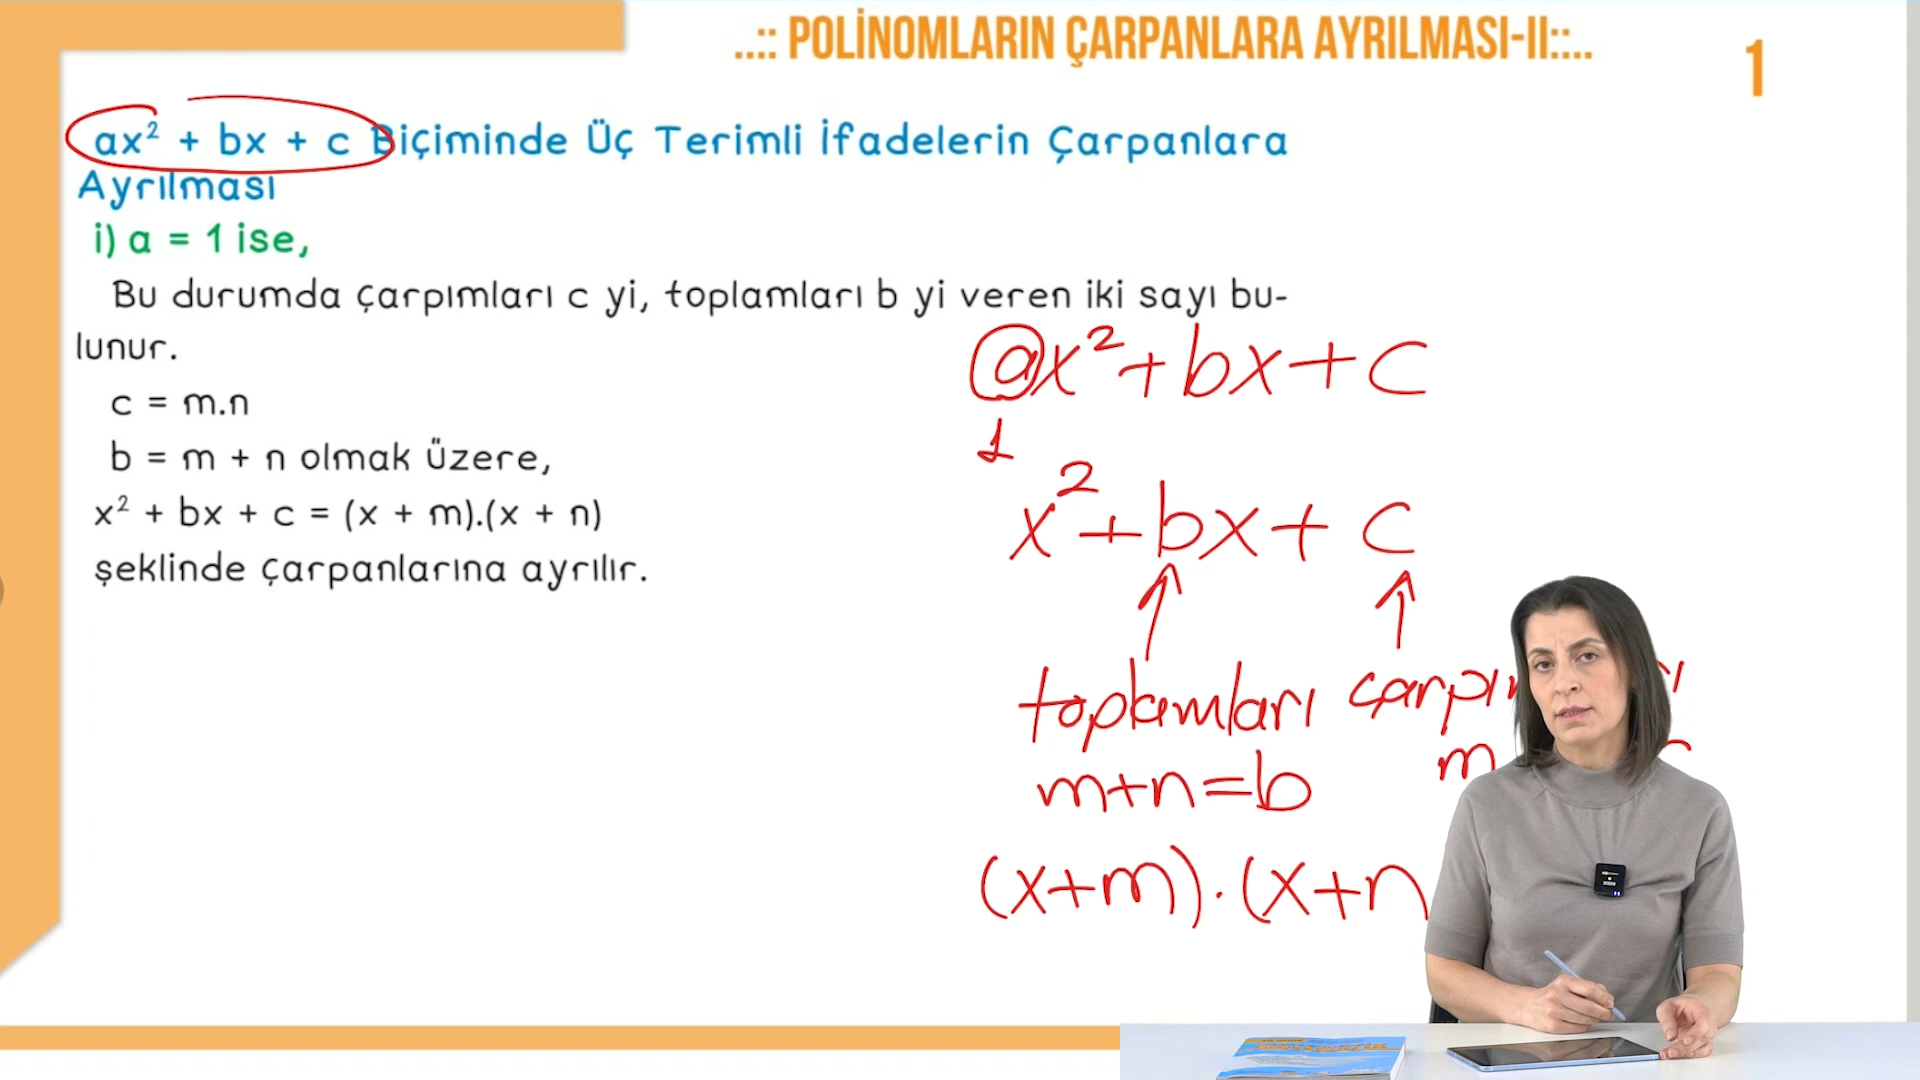 ..:: POLİNOMLARIN ÇARPANLARA AYRILMASI-II::..
1
ax² + bx + c Biçiminde Üç Terimli İfadelerin Çarpanlara
Ayrılması
i) a = 1 ise,
Bu durumda çarpımları c yi, toplamları b yi veren iki sayı bu-
lunur.
c = m.n
b = m + n olmak üzere,
x² + bx + c = (x + m).(x + n)
şeklinde çarpanlarına ayrılır.
ax²+bx+c
1
x²+bx+c
toplamları
m+n=b
m
(x+m).(x+n